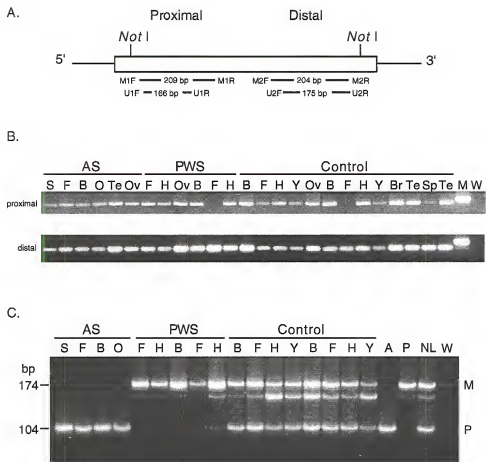 A.
Proximal Distal
Not I Not I
5' 3'
M1F 209 bp M1R M2F 204 bp M2R
U1F 166 bp U1R U2F 175 bp U2R
B.
AS PWS Control
S F B O Te Ov F H Ov B F H B F H Y Ov B F H Y Br Te Sp Te M W
proximal
distal
C.
AS PWS Control
S F B O F H B F H B F H Y B F H Y A P NL W
bp
174 M
104 P